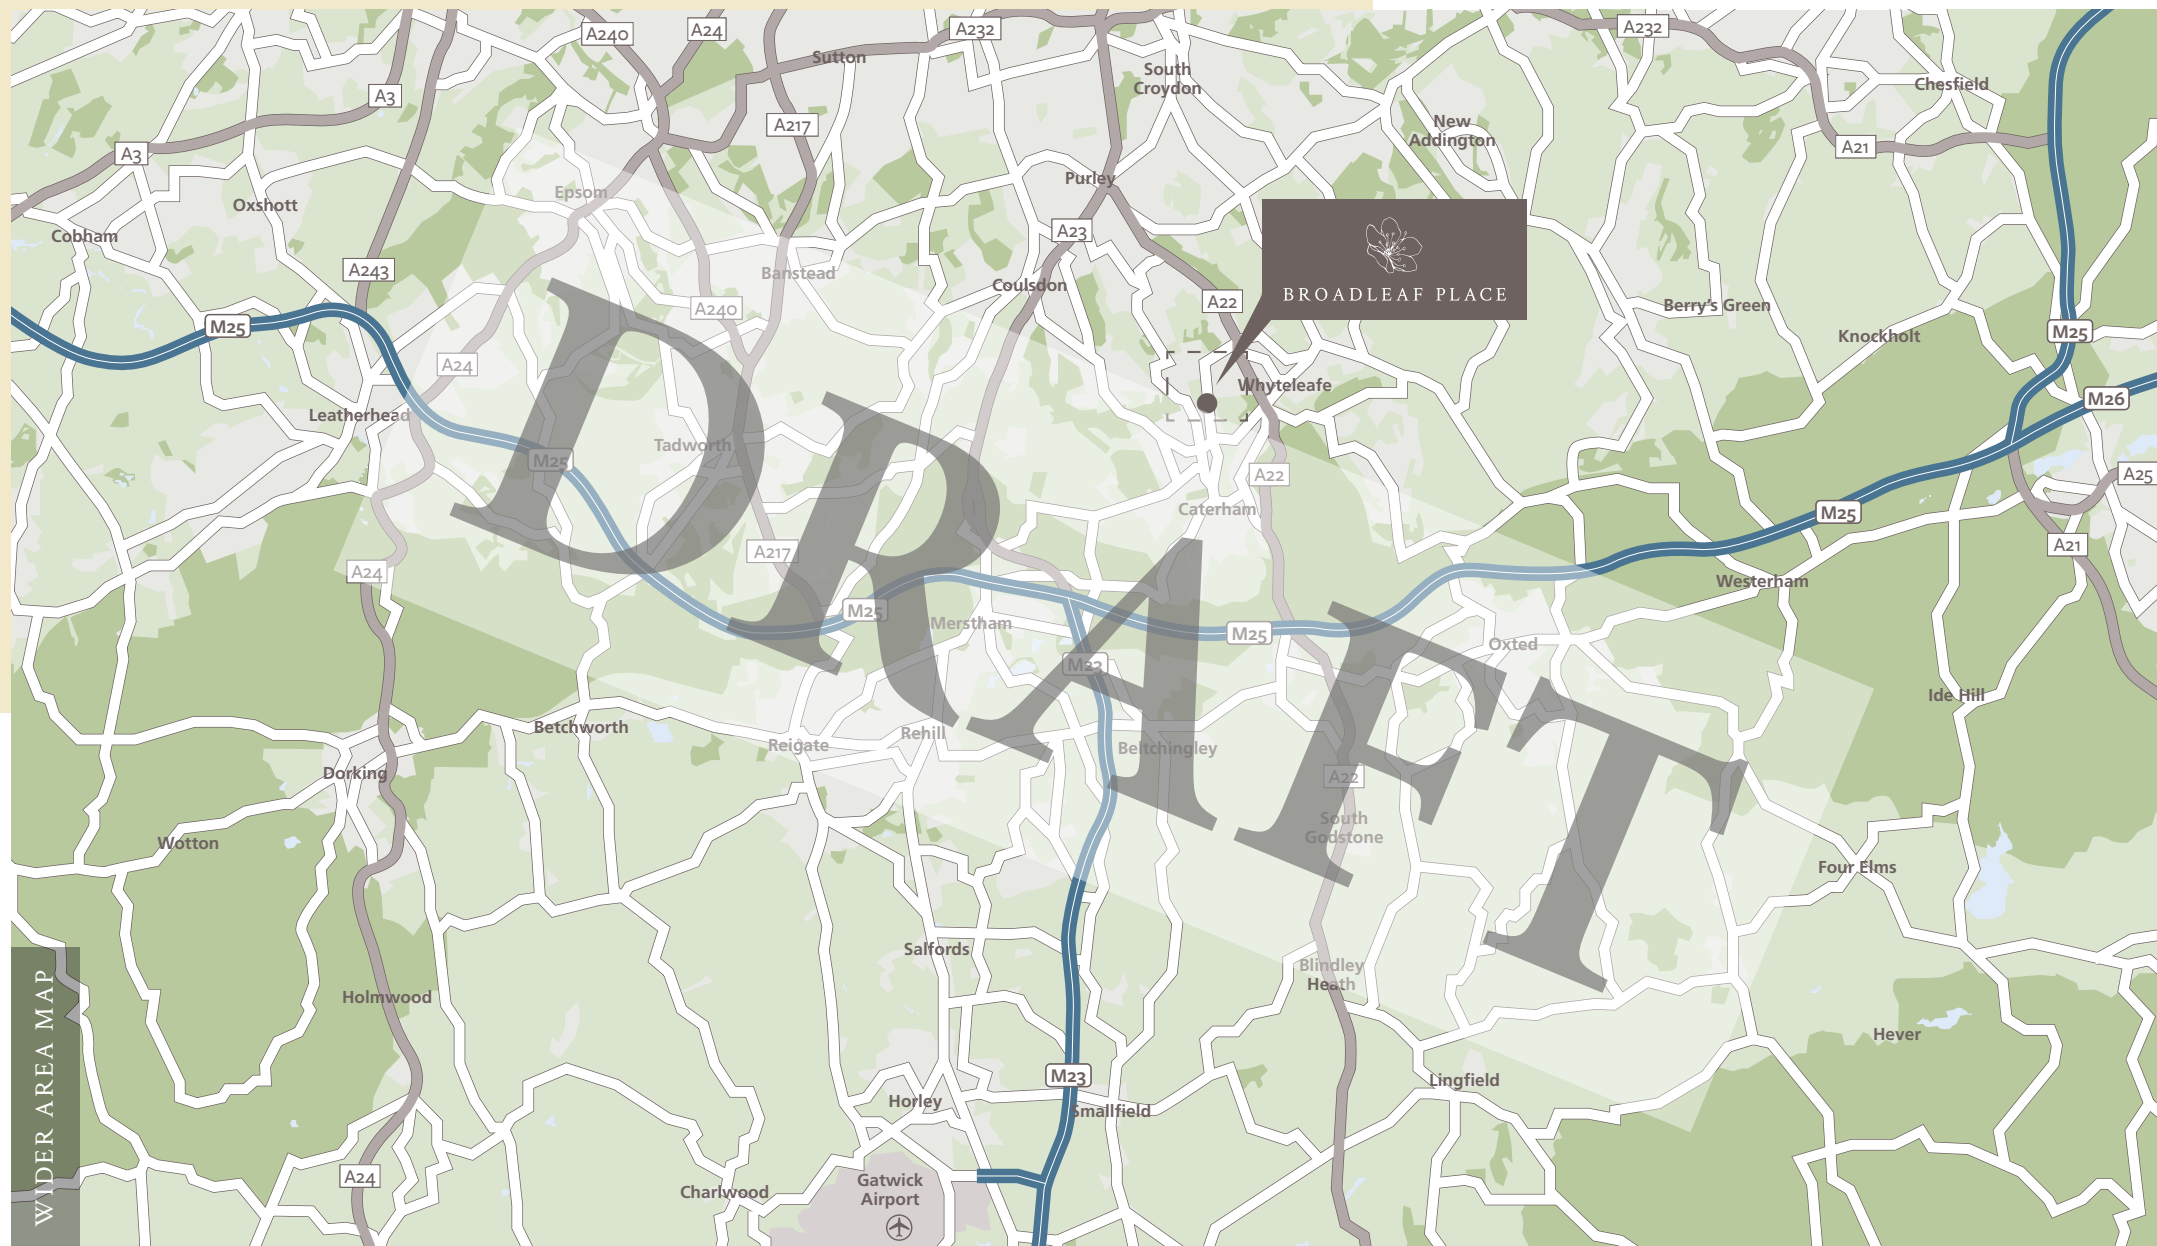 A240
A24
A232
A232
Sutton
South
Croydon
Chesfield
A3
New
Addington
A217
A3
A21
Purley
Epsom
Oxshott
Cobham
A23
A243
Banstead
Coulsdon
BROADLEAF PLACE
A22
A240
Berry's Green
M25
Knockholt
M25
A24
Whyteleafe
M26
Leatherhead
Tadworth
M25
A22
A25
Caterham
M25
A217
A21
A24
Westerham
M25
Merstham
M25
Oxted
M23
Ide Hill
Betchworth
Rehill
Reigate
Beltchingley
Dorking
A22
South
Godstone
Wotton
Four Elms
Salfords
Blindley
Heath
Holmwood
Hever
M23
Lingfield
Horley
Smallfield
A24
Gatwick
Airport
Charlwood
WIDER AREA MAP
DRAFT